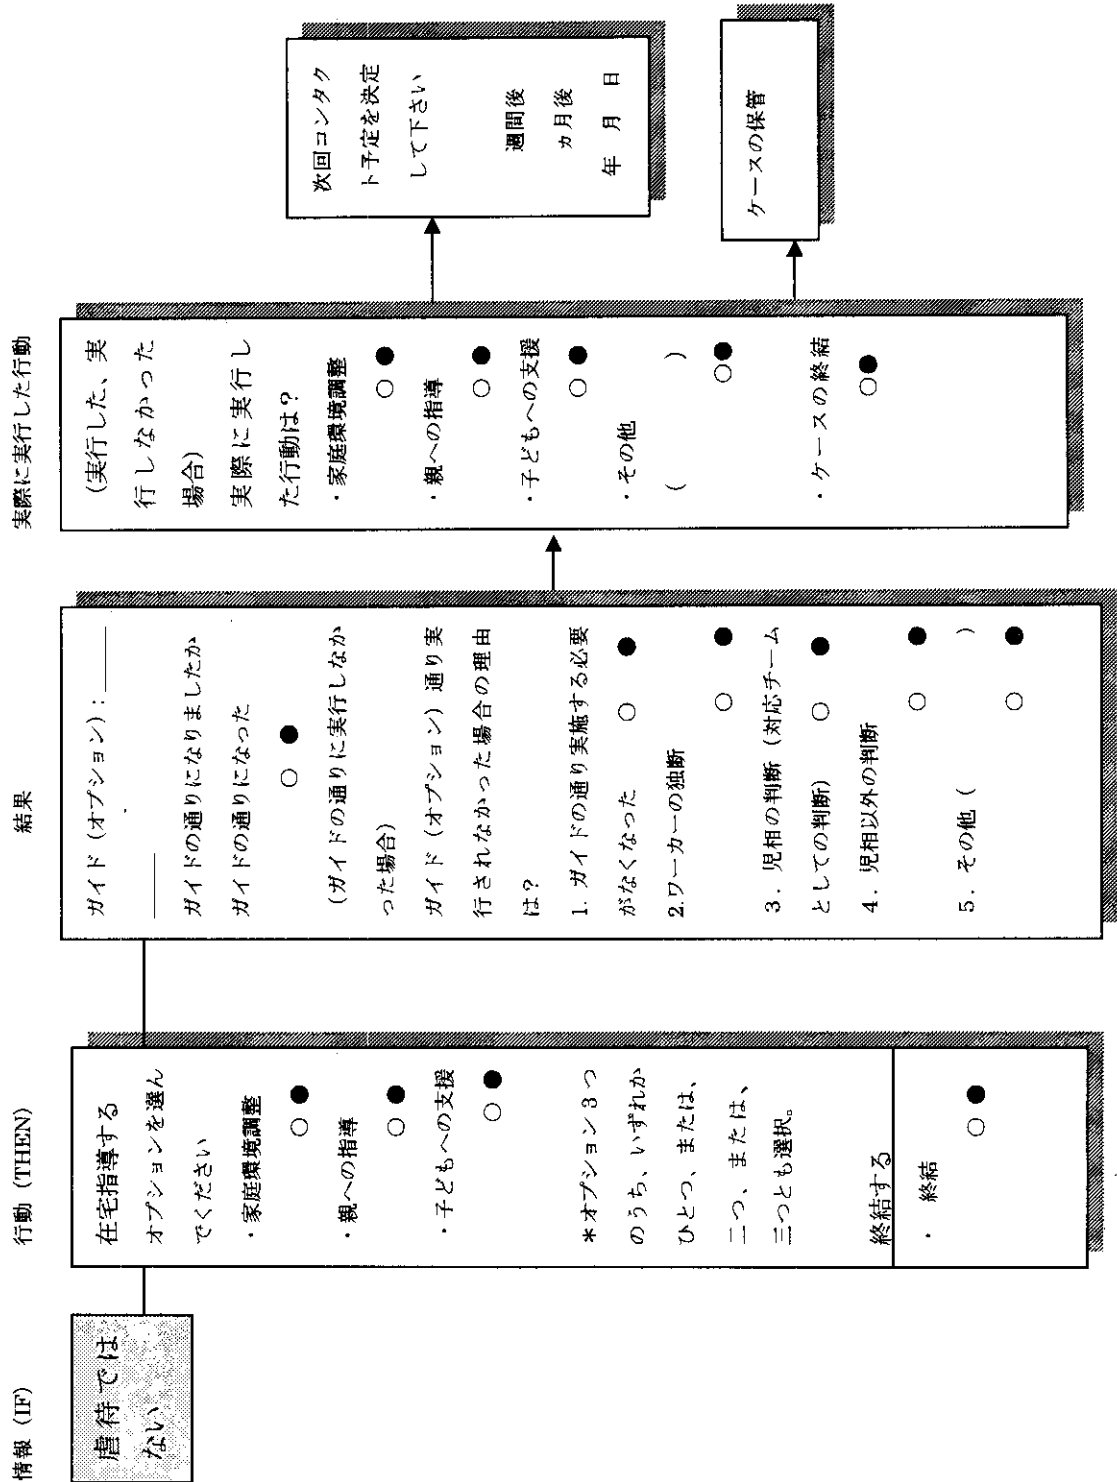 情報 (IF)
行動 (THEN)
結果
実際に実行した行動
虐待では
ない
在宅指導する
オプションを選ん
でください
・家庭環境調整
○ ●
・親への指導
○ ●
・子どもへの支援
○ ●
*オプション3つ
のうち、いずれか
ひとつ、または、
二つ、または、
三つとも選択。
終結する
・ 終結
○ ●
ガイド (オプション) : ____
____
ガイドの通りになりましたか
ガイドの通りになった
○ ●
(ガイドの通りに実行しなか
った場合)
ガイド (オプション) 通り実
行されなかった場合の理由
は?
1. ガイドの通り実施する必要
がなくなった ○ ●
2.ワーカーの独断
○ ●
3. 児相の判断 (対応チーム
としての判断) ○ ●
4. 児相以外の判断
○ ●
5. その他 ( )
○ ●
(実行した、実
行しなかった
場合)
実際に実行し
た行動は?
・家庭環境調整
○ ●
・親への指導
○ ●
・子どもへの支援
○ ●
・その他
( )
○ ●
・ケースの終結
○ ●
次回コンタク
ト予定を決定
して下さい
週間後
カ月後
年 月 日
ケースの保管